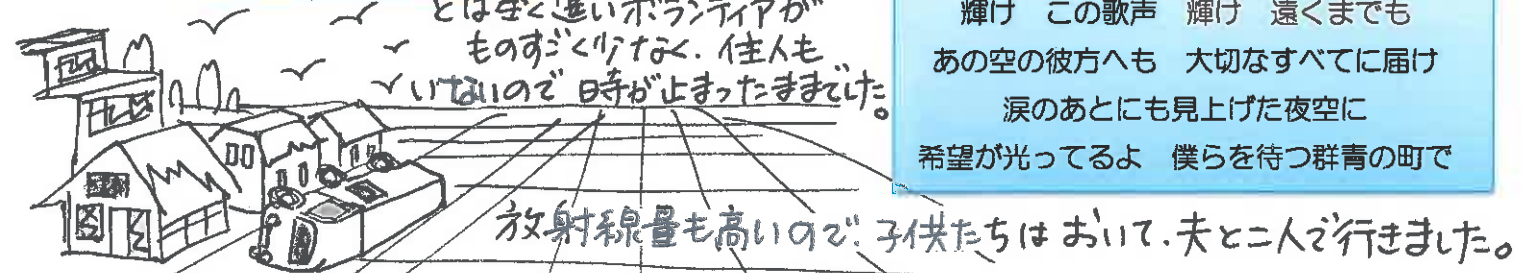 とは全く違いボランティアが
ものすごく少なく、住人も
いないので時が止まったままでした。
放射線量も高いので、子供たちはおいて、夫と二人で行きました。
輝け この歌声 輝け 遠くまでも
あの空の彼方へも 大切なすべてに届け
涙のあとにも見上げた夜空に
希望が光ってるよ 僕らを待つ群青の町で